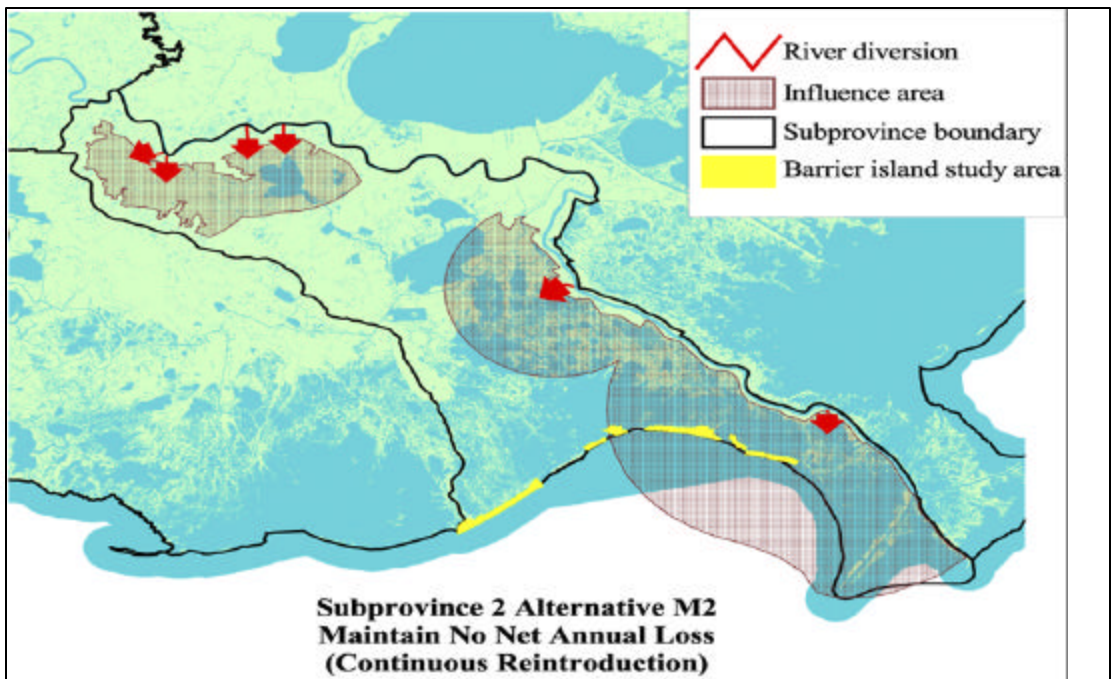 River diversion
Influence area
Subprovince boundary
Barrier island study area
Subprovince 2 Alternative M2
Maintain No Net Annual Loss
(Continuous Reintroduction)